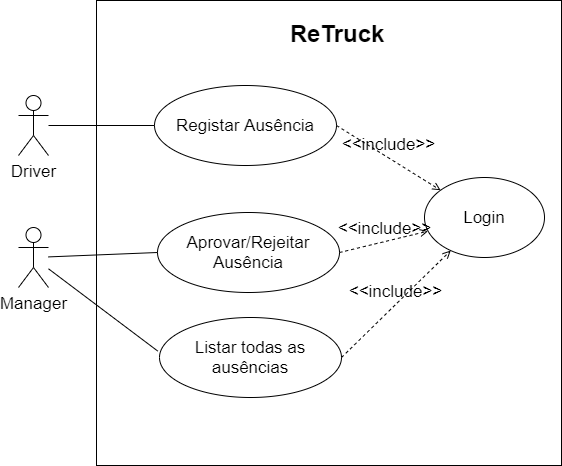 ReTruck
Registar Ausência
<<include>>
Driver
Login
Aprovar/Rejeitar
Ausência
<<include>>
Manager
<<include>>
Listar todas as
ausências